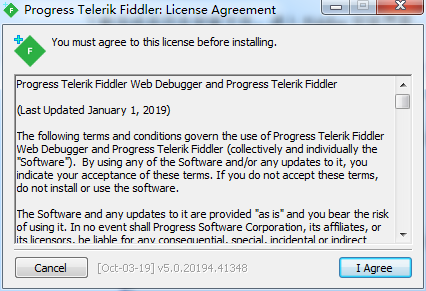 Progress Telerik Fiddler: License Agreement
F
You must agree to this license before installing.
Progress Telerik Fiddler Web Debugger and Progress Telerik Fiddler
(Last Updated January 1, 2019)
The following terms and conditions govern the use of Progress Telerik Fiddler
Web Debugger and Progress Telerik Fiddler (collectively and individually the
"Software").  By using any of the Software and/or any updates to it, you
indicate your acceptance of these terms. If you do not accept these terms,
do not install or use the software.
The Software and any updates to it are provided "as is" and you bear the risk
of using it. In no event shall Progress Software Corporation, its affiliates, or
its licensors, be liable for any consequential, special, incidental or indirect
Cancel
[Oct-03-19] v5.0.20194.41348
I Agree